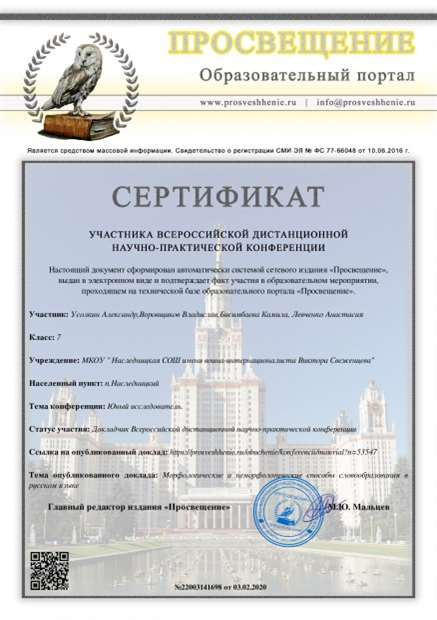 ПРОСВЕЩЕНИЕ
Образовательный портал
www.prosveshhenie.ru | info@prosveshhenie.ru
Является средством массовой информации. Свидетельство о регистрации СМИ ЭЛ № ФС 77-66048 от 10.06.2016 г.
СЕРТИФИКАТ
УЧАСТНИКА ВСЕРОССИЙСКОЙ ДИСТАНЦИОННОЙ
НАУЧНО-ПРАКТИЧЕСКОЙ КОНФЕРЕНЦИИ
Настоящий документ сформирован автоматически системой сетевого издания «Просвещение»,
выдан в электронном виде и подтверждает факт участия в образовательном мероприятии,
проходящем на технической базе образовательного портала «Просвещение».
Участник: Усолкин Александр,Воровщиков Владислав, Камила, Левченко Анастасия
Класс: 7
Учреждение: МКОУ " Наследницкая СОШ имени воина-интернационалиста Виктора Свеженцева"
Населенный пункт: п.Наследницкий
Тема конференции: Юный исследователь.
Статус участия: Докладчик Всероссийской дистанционной научно-практической конференции
Ссылка на опубликованный доклад: https://prosveshhenie.ru/obuchenie/konferencii/material?n=53547
Тема опубликованного доклада: Морфологические и неморфологические способы словообразования в
русском языке
Главный редактор издания «Просвещение» М.Ю. Мальцев
№22003141698 от 03.02.2020